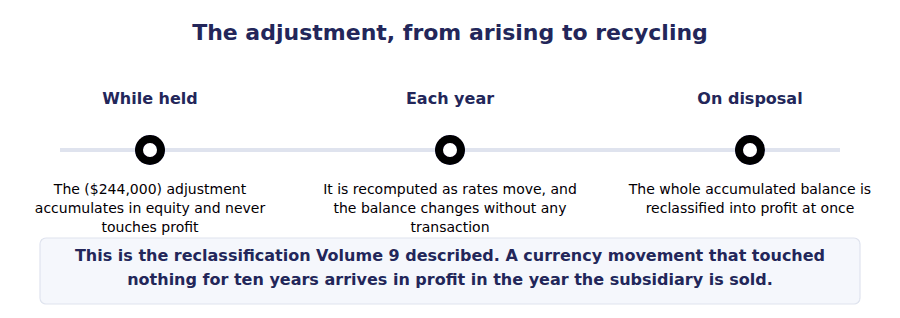 The adjustment, from arising to recycling
While held
Each year
On disposal
The ($244,000) adjustment
accumulates in equity and never
touches profit
It is recomputed as rates move, and
the balance changes without any
transaction
The whole accumulated balance is
reclassified into profit at once
This is the reclassification Volume 9 described. A currency movement that touched
nothing for ten years arrives in profit in the year the subsidiary is sold.